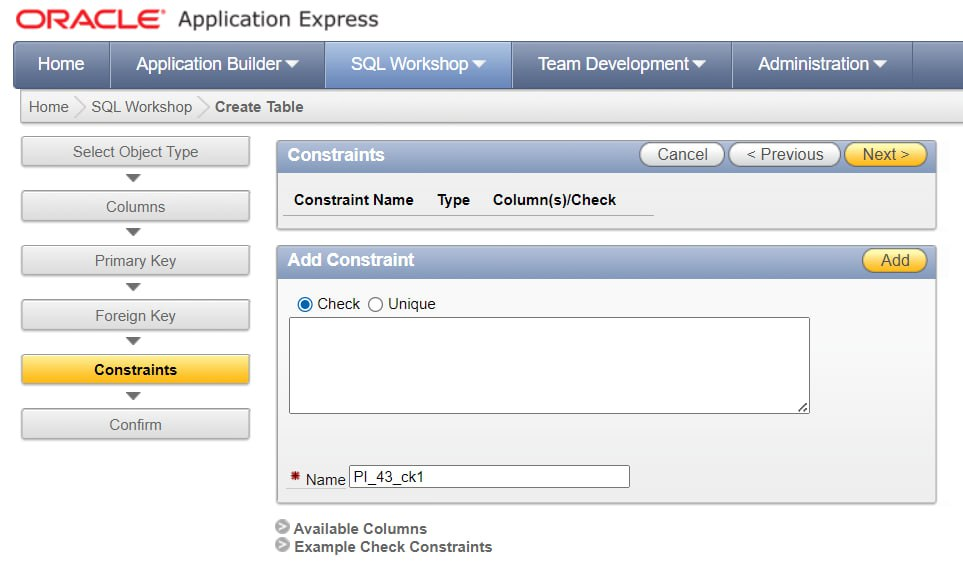 ORACLE Application Express
Home Application Builder SQL Workshop Team Development Administration
Home SQL Workshop Create Table
Select Object Type
Columns
Primary Key
Foreign Key
Constraints
Confirm
Constraints Cancel < Previous Next >
Constraint Name Type Column(s)/Check
Add Constraint Add
Check Unique
* Name PI_43_ck1
Available Columns
Example Check Constraints